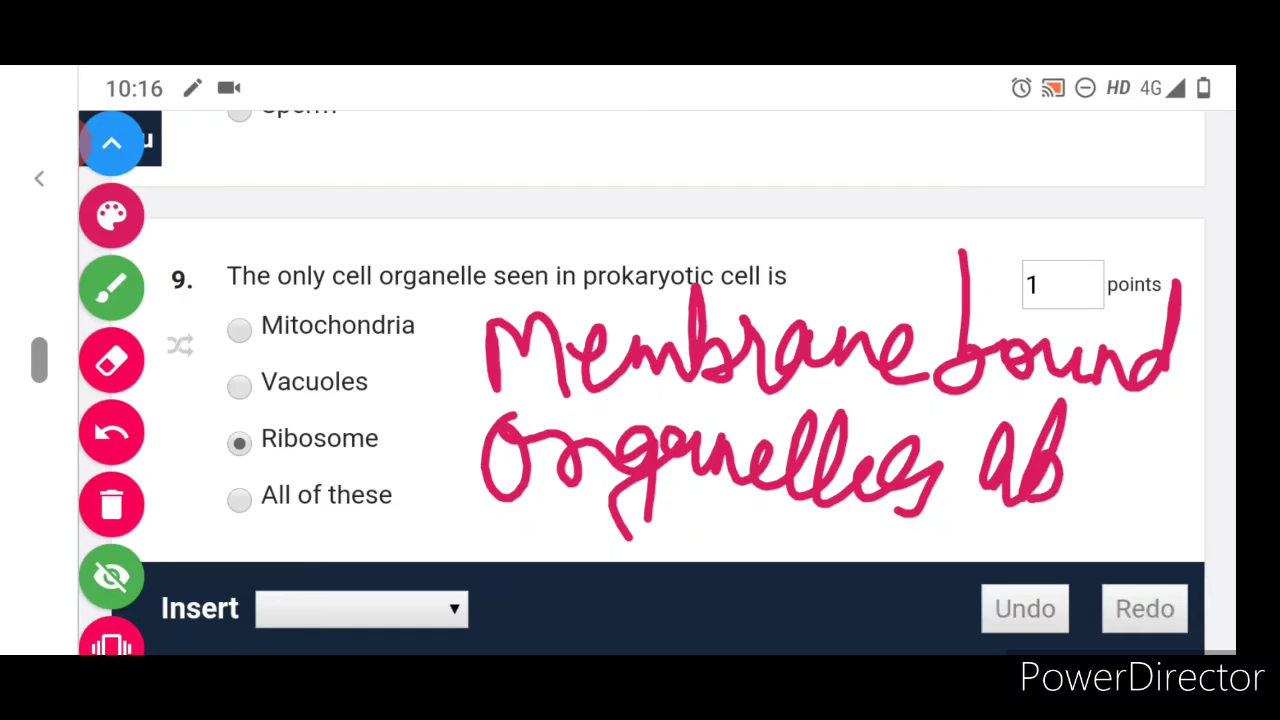 10:16 HD 4G
Sperm
u
9. The only cell organelle seen in prokaryotic cell is 1 points
Mitochondria
Vacuoles
Ribosome
All of these
Membrane bound
Organelles ab
Insert Undo Redo
PowerDirector